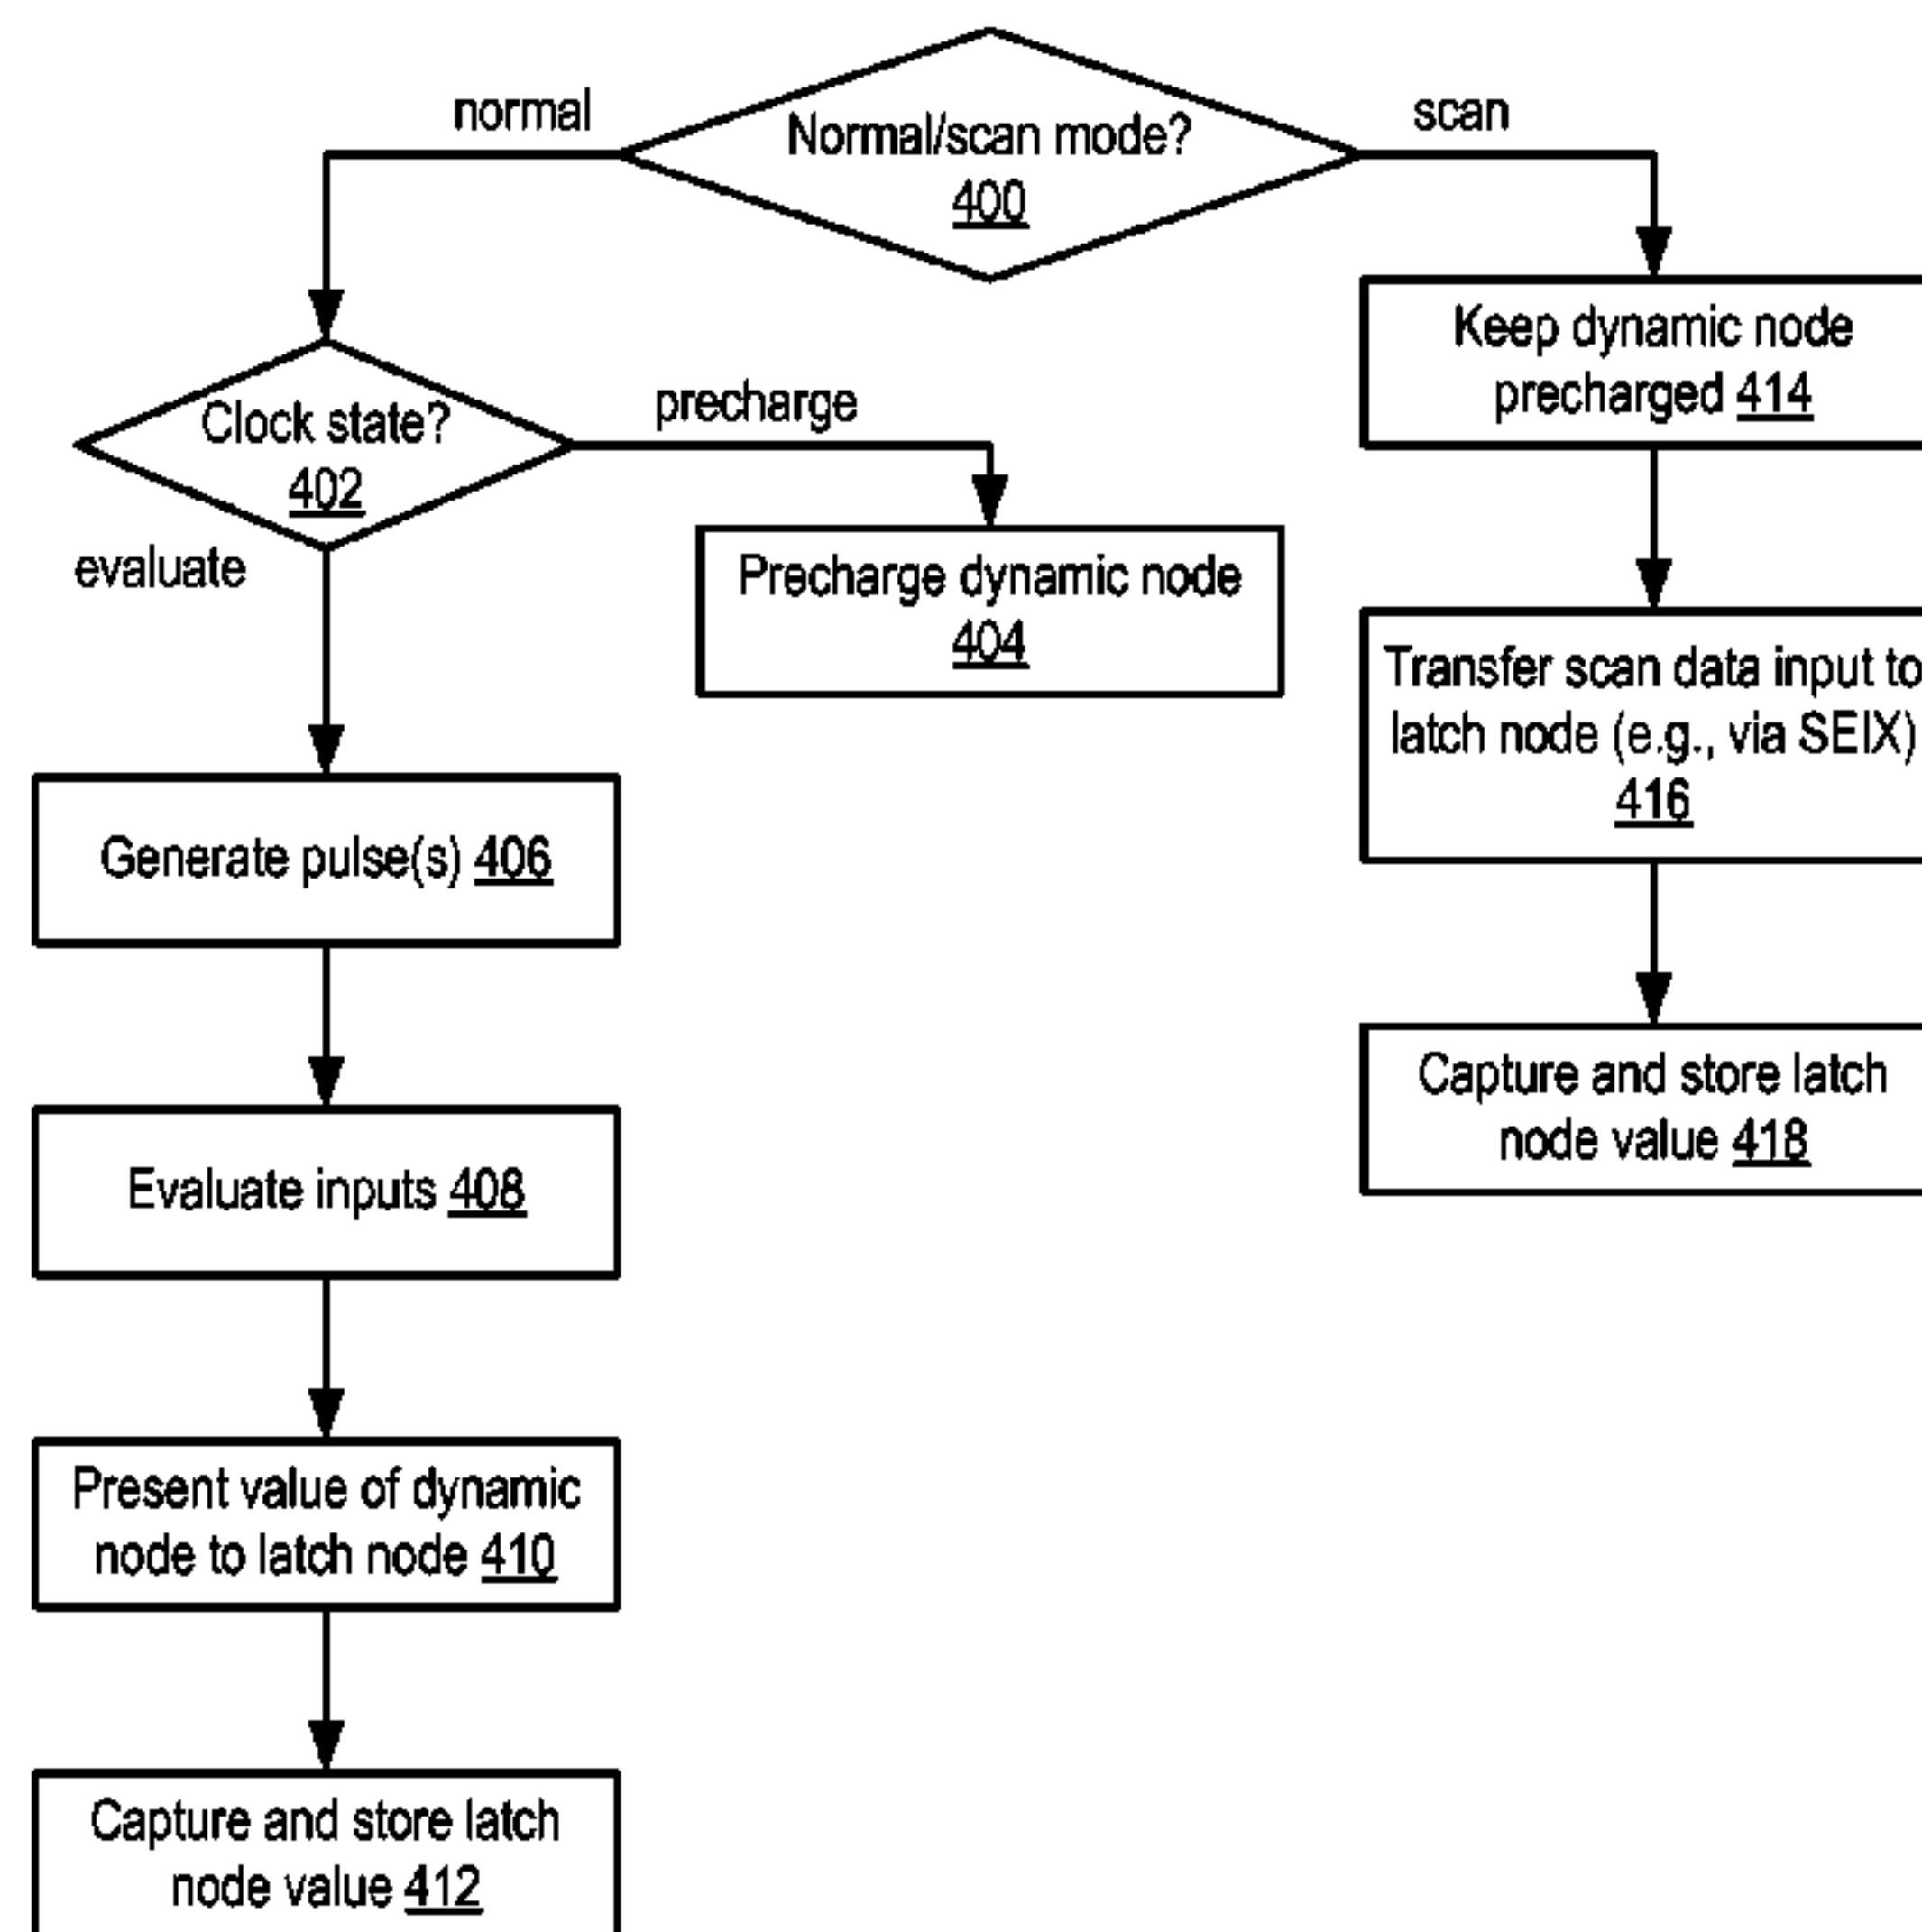 normal
Normal/scan mode?
400
scan
Clock state?
402
precharge
evaluate
Keep dynamic node
precharged 414
Precharge dynamic node
404
Transfer scan data input to
latch node (e.g., via SEIX)
416
Generate pulse(s) 406
Capture and store latch
node value 418
Evaluate inputs 408
Present value of dynamic
node to latch node 410
Capture and store latch
node value 412